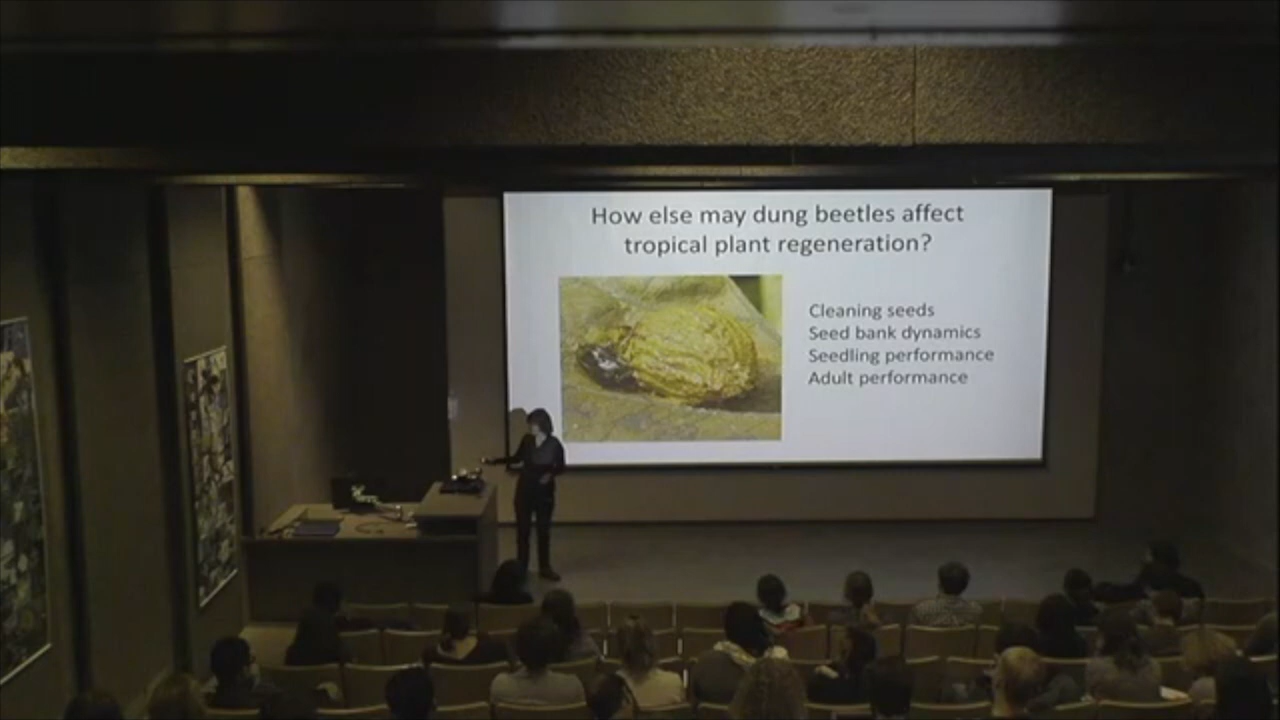 How else may dung beetles affect
tropical plant regeneration?
Cleaning seeds
Seed bank dynamics
Seedling performance
Adult performance